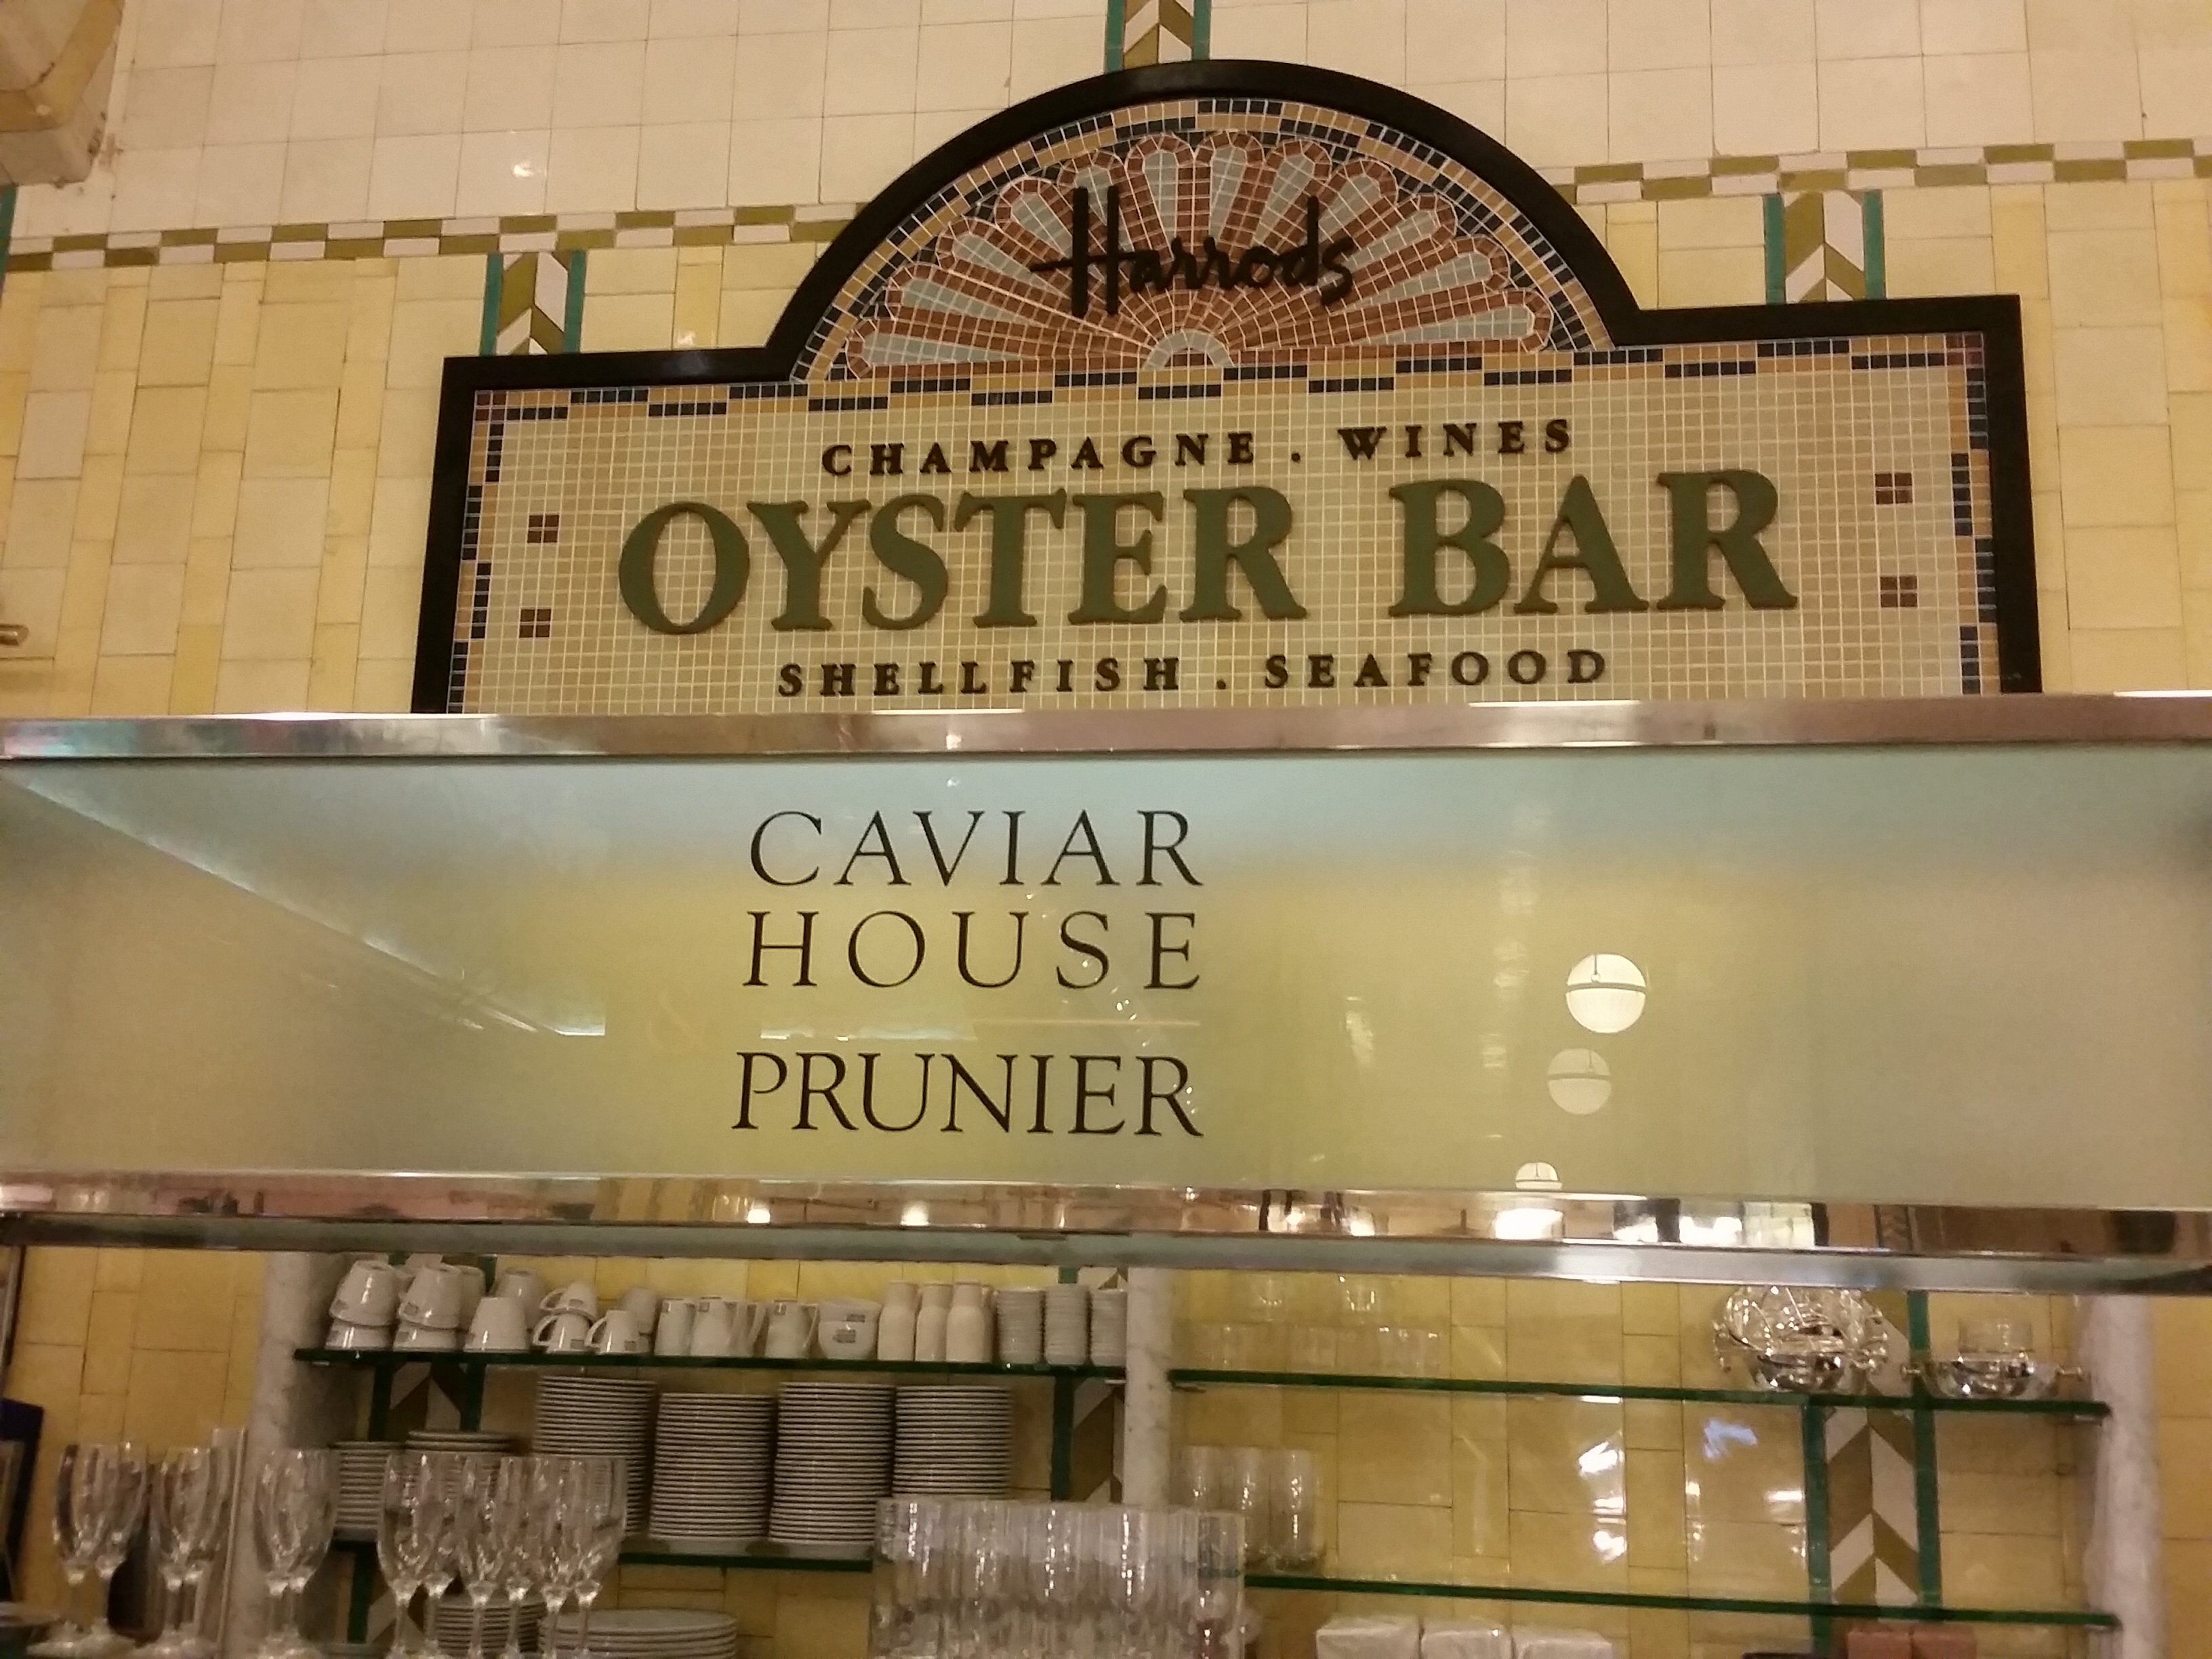 Harrods
CHAMPAGNE . WINES
OYSTER BAR
SHELLFISH . SEAFOOD
CAVIAR
HOUSE
PRUNIER